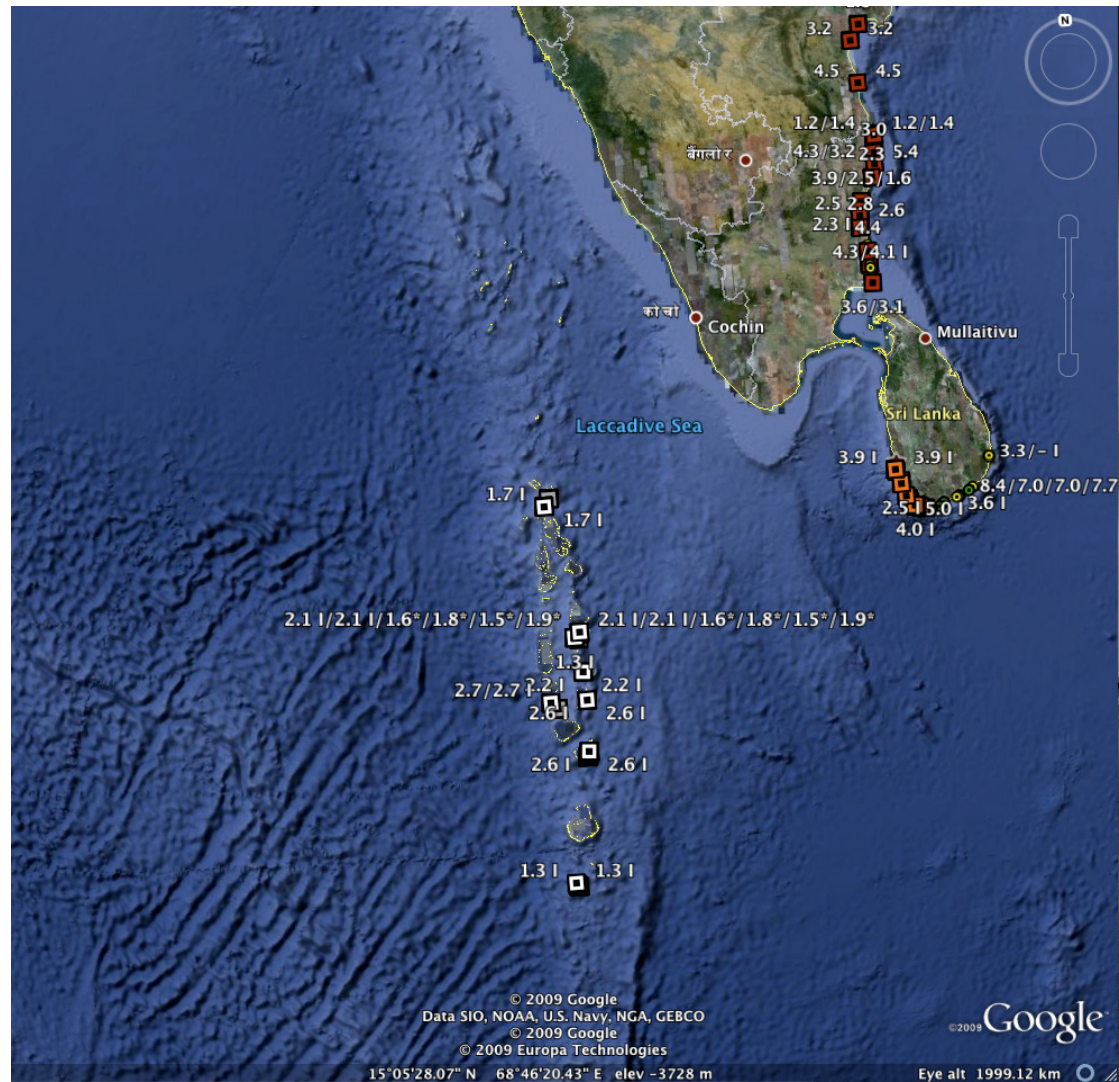 N
3.2 3.2
4.5 4.5
1.2/1.4 3.0 1.2/1.4
4.3/3.2 2.3 5.4
बैंगलोर
3.9/2.5/1.6
2.5 2.8 2.6
2.3 I 4.4
4.3/4.1 I
3.6/3.1
को चो
Cochin
Mullaitivu
Sri Lanka
Laccadive Sea
3.9 I 3.9 I
3.3/- I
8.4/7.0/7.0/7.7
2.5 I 5.0 I 3.6 I
4.0 I
1.7 I
1.7 I
2.1 I/2.1 I/1.6*/1.8*/1.5*/1.9* 2.1 I/2.1 I/1.6*/1.8*/1.5*/1.9*
1.3 I
2.7/2.7 I 2.2 I 2.2 I
2.6 I 2.6 I
2.6 I 2.6 I
1.3 I 1.3 I
© 2009 Google
Data SIO, NOAA, U.S. Navy, NGA, GEBCO
© 2009 Google
© 2009 Europa Technologies
©2009 Google
15°05'28.07" N 68°46'20.43" E elev -3728 m Eye alt 1999.12 km